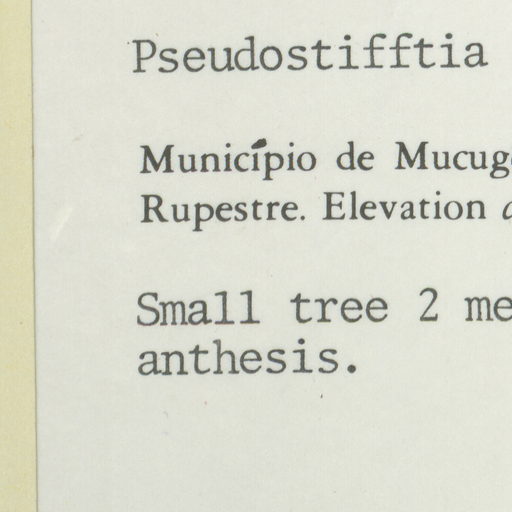 Pseudostifftia
Município de Mucug
Rupestre. Elevation
Small tree 2 me
anthesis.